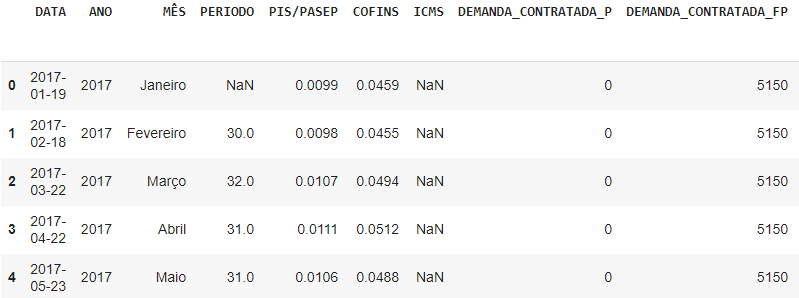 DATA ANO MÊS PERIODO PIS/PASEP COFINS ICMS DEMANDA_CONTRATADA_P DEMANDA_CONTRATADA_FP
0 2017-01-19 2017 Janeiro NaN 0.0099 0.0459 NaN 0 5150
1 2017-02-18 2017 Fevereiro 30.0 0.0098 0.0455 NaN 0 5150
2 2017-03-22 2017 Março 32.0 0.0107 0.0494 NaN 0 5150
3 2017-04-22 2017 Abril 31.0 0.0111 0.0512 NaN 0 5150
4 2017-05-23 2017 Maio 31.0 0.0106 0.0488 NaN 0 5150